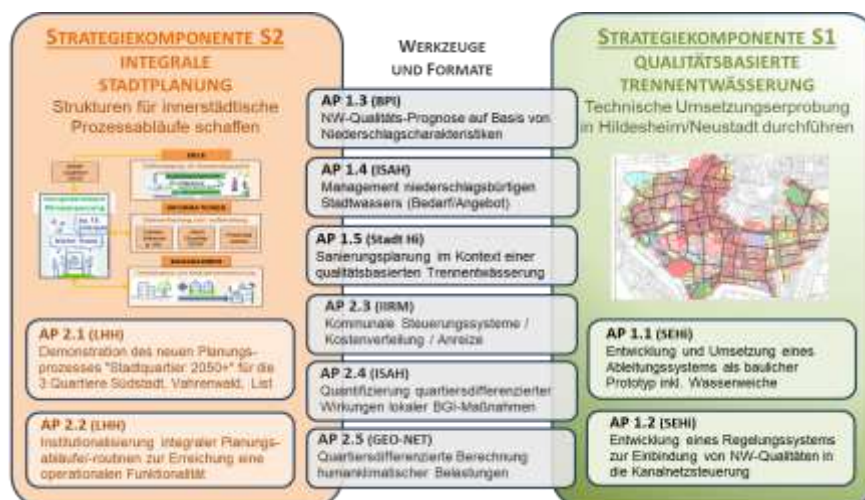 STRATEGIEKOMPONENTE S2
INTEGRALE
STADTPLANUNG
Strukturen für innerstädtische
Prozessabläufe schaffen
AP 2.1 (LHH)
Demonstration des neuen Planungs-
prozesses "Stadtquartier 2050+" für die
3 Quartiere Südstadt, Vahrenwald, List
AP 2.2 (LHH)
Institutionalisierung integraler Planungs-
abläufe/-routinen zur Erreichung eine
operationalen Funktionalität
WERKZEUGE
UND FORMATE
AP 1.3 (BPI)
NW-Qualitäts-Prognose auf Basis von
Niederschlagscharakteristiken
AP 1.4 (ISAH)
Management niederschlagsbürtigen
Stadtwassers (Bedarf/Angebot)
AP 1.5 (Stadt Hi)
Sanierungsplanung im Kontext einer
qualitätsbasierten Trennentwässerung
AP 2.3 (IIRM)
Kommunale Steuerungssysteme /
Kostenverteilung / Anreize
AP 2.4 (ISAH)
Quantifizierung quartiersdifferenzierter
Wirkungen lokaler BGI-Maßnahmen
AP 2.5 (GEO-NET)
Quartiersdifferenzierte Berechnung
humanklimatischer Belastungen
STRATEGIEKOMPONENTE S1
QUALITÄTSBASIERTE
TRENNENTWÄSSERUNG
Technische Umsetzungserprobung
in Hildesheim/Neustadt durchführen
AP 1.1 (SEHi)
Entwicklung und Umsetzung eines
Ableitungssystems als baulicher
Prototyp inkl. Wasserweiche
AP 1.2 (SEHi)
Entwicklung eines Regelungssystems
zur Einbindung von NW-Qualitäten in
die Kanalnetzsteuerung